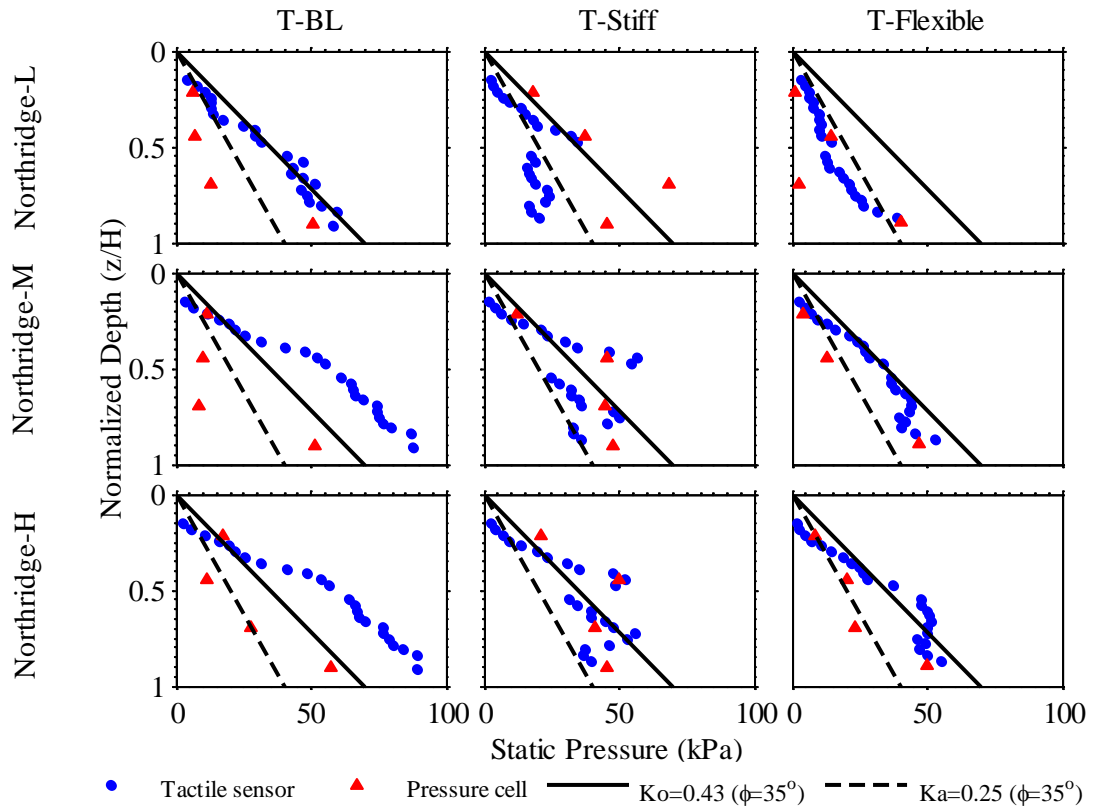 T-BL T-Stiff T-Flexible
Northridge-L
0
0.5
1
Northridge-M
0
0.5
1
Northridge-H
0
0.5
1
Normalized Depth (z/H)
0 50 100 0 50 100 0 50 100
Static Pressure (kPa)
Tactile sensor Pressure cell Ko=0.43 (ϕ=35°) Ka=0.25 (ϕ=35°)